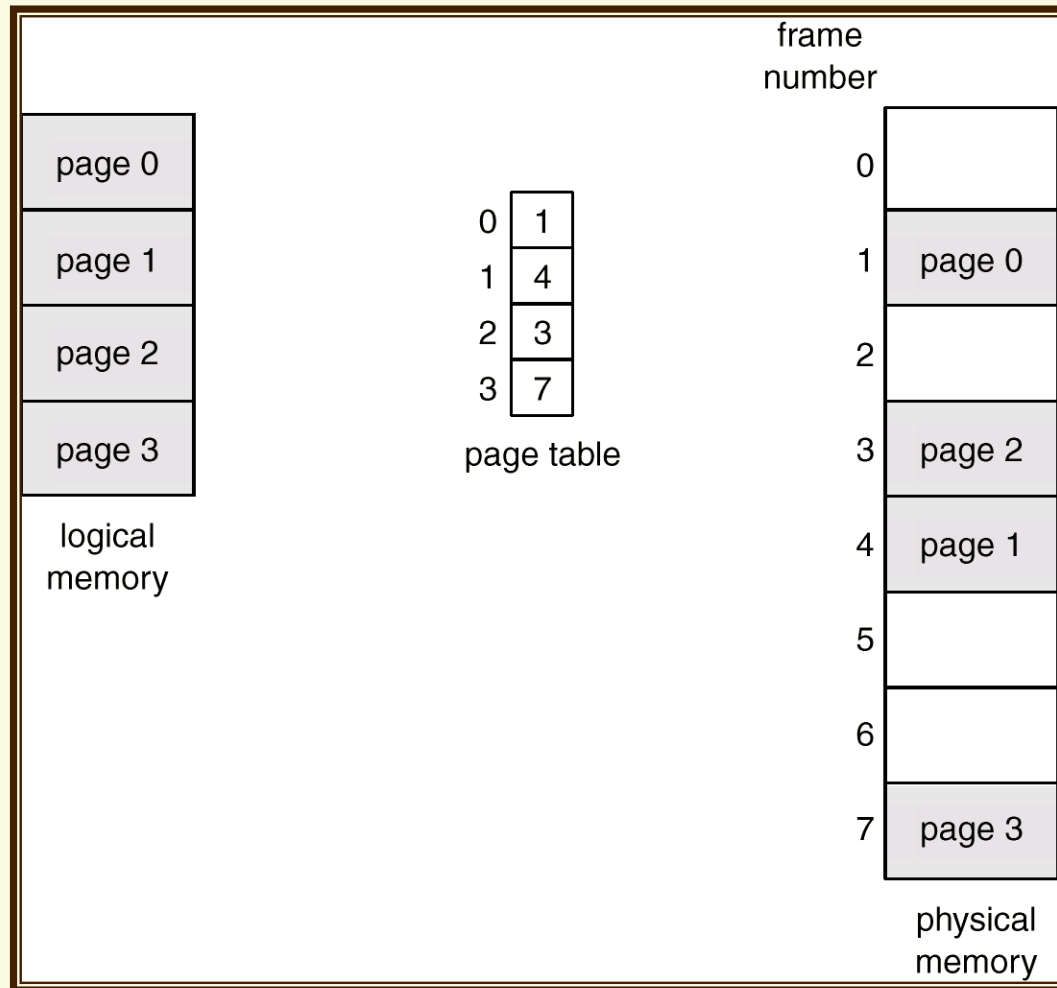 page 0
page 1
page 2
page 3
logical
memory
0 1
1 4
2 3
3 7
page table
frame
number
0
1 page 0
2
3 page 2
4 page 1
5
6
7 page 3
physical
memory